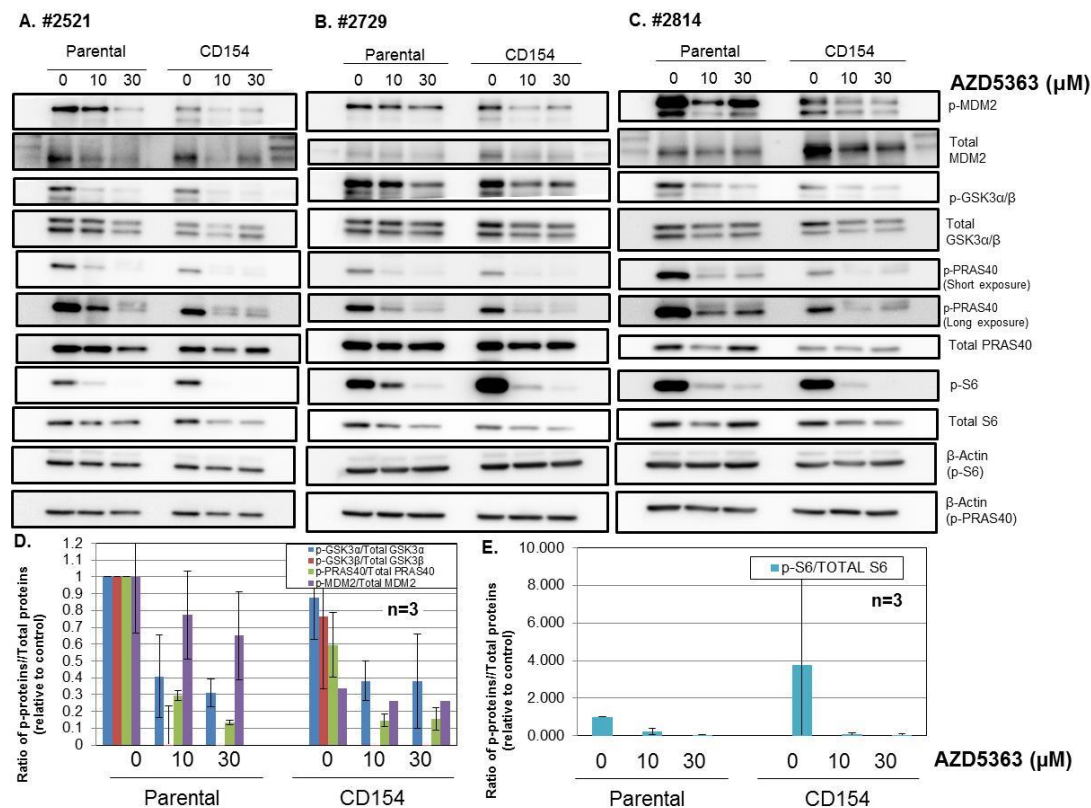 A. #2521
B. #2729
C. #2814
Parental CD154
Parental CD154
Parental CD154
0 10 30 0 10 30
0 10 30 0 10 30
0 10 30 0 10 30
AZD5363 (µM)
p-MDM2
Total
MDM2
p-GSK3α/β
Total
GSK3α/β
p-PRAS40
(Short exposure)
p-PRAS40
(Long exposure)
Total PRAS40
p-S6
Total S6
β-Actin
(p-S6)
β-Actin
(p-PRAS40)
D.
Ratio of p-proteins//Total proteins
(relative to control)
1.2
1.1
1
0.9
0.8
0.7
0.6
0.5
0.4
0.3
0.2
0.1
0
p-GSK3α/Total GSK3α
p-GSK3β/Total GSK3β
p-PRAS40/Total PRAS40
p-MDM2/Total MDM2
n=3
0 10 30 0 10 30
Parental CD154
E.
Ratio of p-proteins//Total proteins
(relative to control)
10.000
8.000
6.000
4.000
2.000
0.000
p-S6/TOTAL S6
n=3
0 10 30 0 10 30
AZD5363 (µM)
Parental CD154